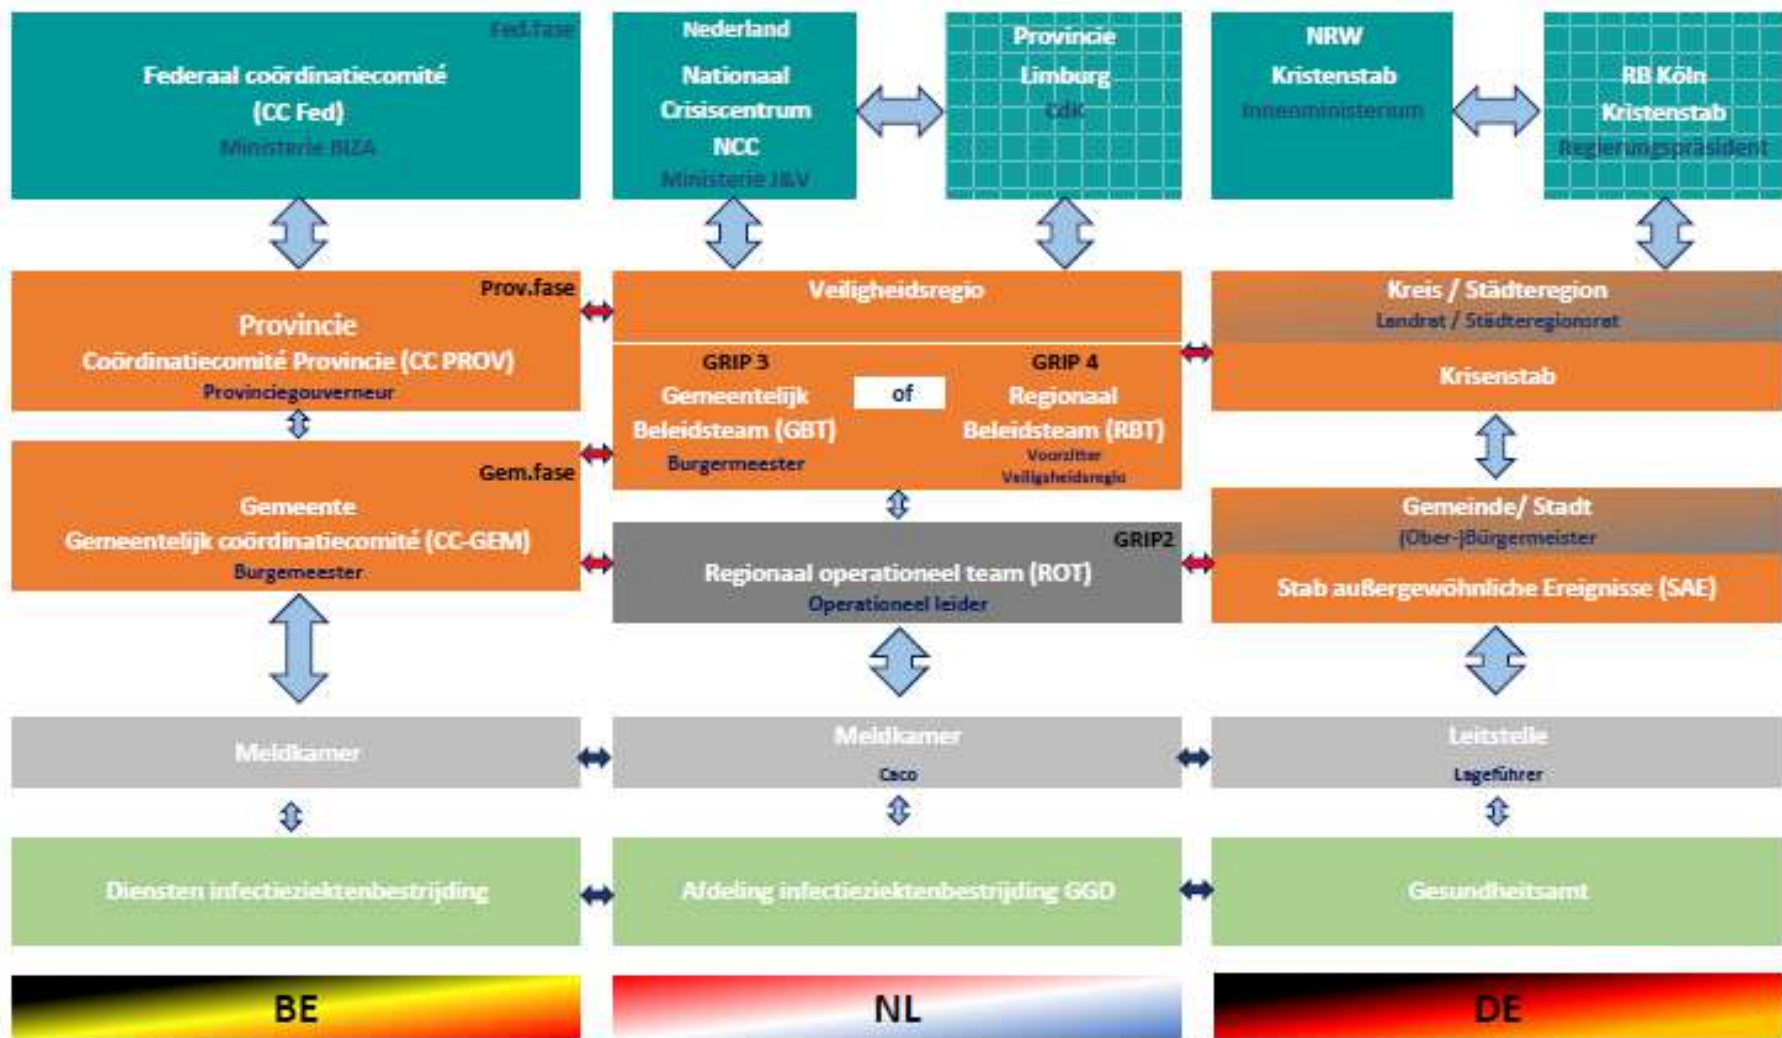 Fed.fase
Federaal coördinatiecomité
(CC Fed)
Ministerie BIZA
Nederland
Nationaal
Crisiscentrum
NCC
Ministerie J&V
Provincie
Limburg
CdK
NRW
Kristenstab
Innenministerium
RB Köln
Kristenstab
Regierungspräsident
Prov.fase
Provincie
Coördinatiecomité Provincie (CC PROV)
Provinciegouverneur
Veiligheidsregio
GRIP 3
Gemeentelijk
Beleidsteam (GBT)
Burgermeester
of
GRIP 4
Regionaal
Beleidsteam (RBT)
Voorzitter
Veiligsheidsregio
Kreis / Städteregion
Landrat / Städteregionsrat
Krisenstab
Gem.fase
Gemeente
Gemeentelijk coördinatiecomité (CC-GEM)
Burgemeester
GRIP2
Regionaal operationeel team (ROT)
Operationeel leider
Gemeinde/ Stadt
(Ober-)Bürgermeister
Stab außergewöhnliche Ereignisse (SAE)
Meldkamer
Meldkamer
Caco
Leitstelle
Lageführer
Diensten infectieziektenbestrijding
Afdeling infectieziektenbestrijding GGD
Gesundheitsamt
BE
NL
DE